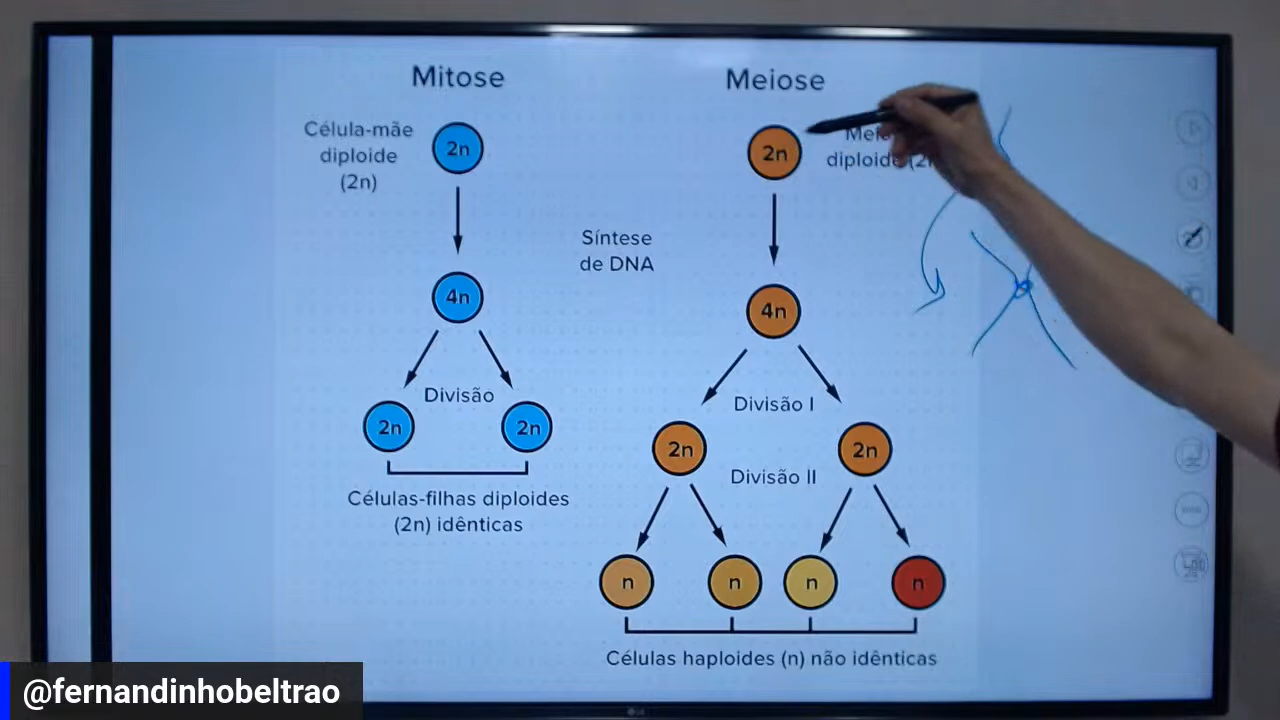 Mitose
Célula-mãe
diploide
(2n)
2n
4n
Divisão
2n
2n
Células-filhas diploides
(2n) idênticas
Síntese
de DNA
Meiose
2n
diploide
4n
Divisão I
2n
2n
Divisão II
n
n
n
n
Células haploides (n) não idênticas
@fernandinhobeltrao